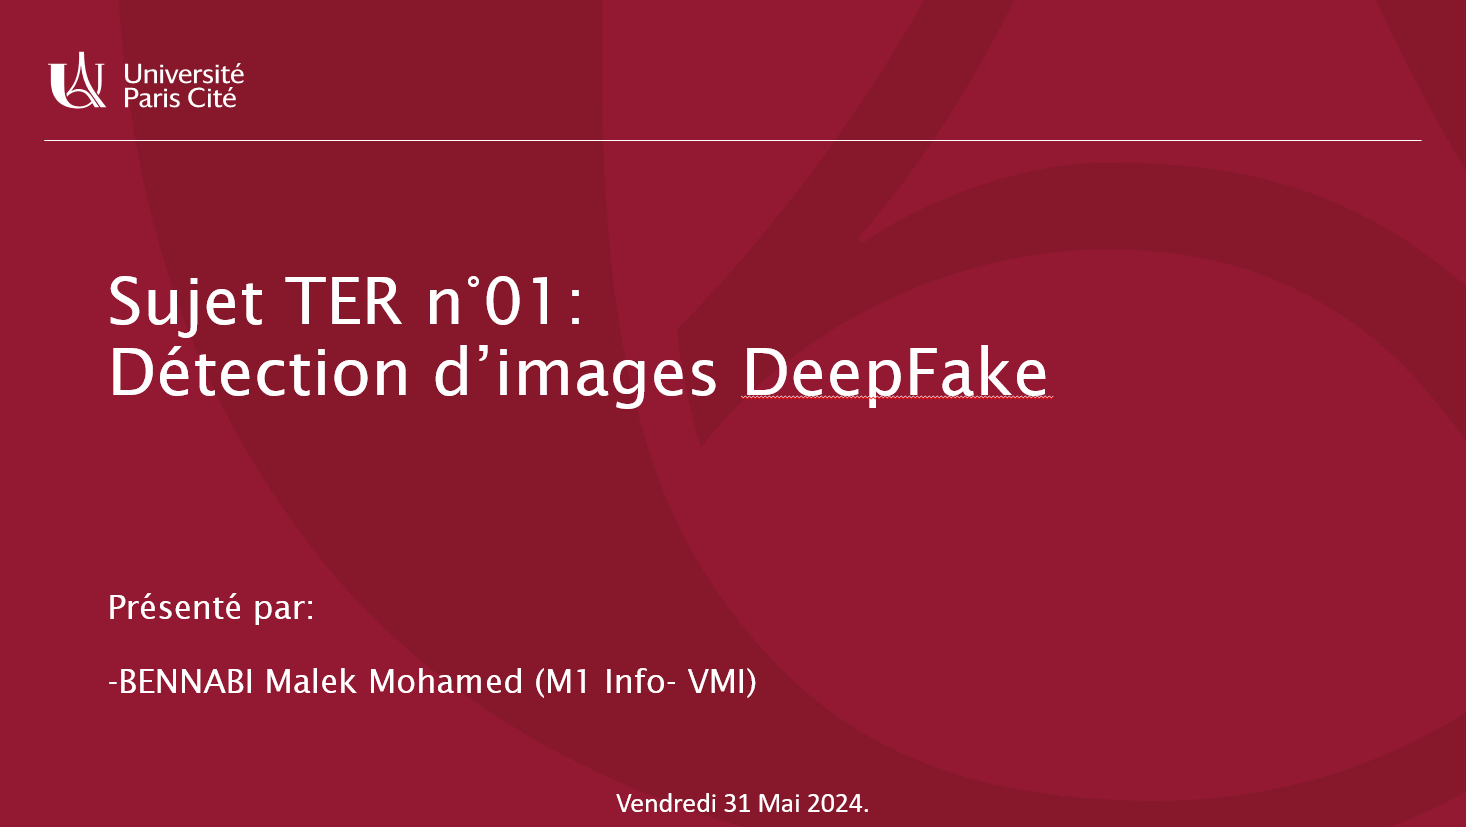 Université
Paris Cité
Sujet TER n°01:
Détection d’images DeepFake
Présenté par:
-BENNABI Malek Mohamed (M1 Info- VMI)
Vendredi 31 Mai 2024.